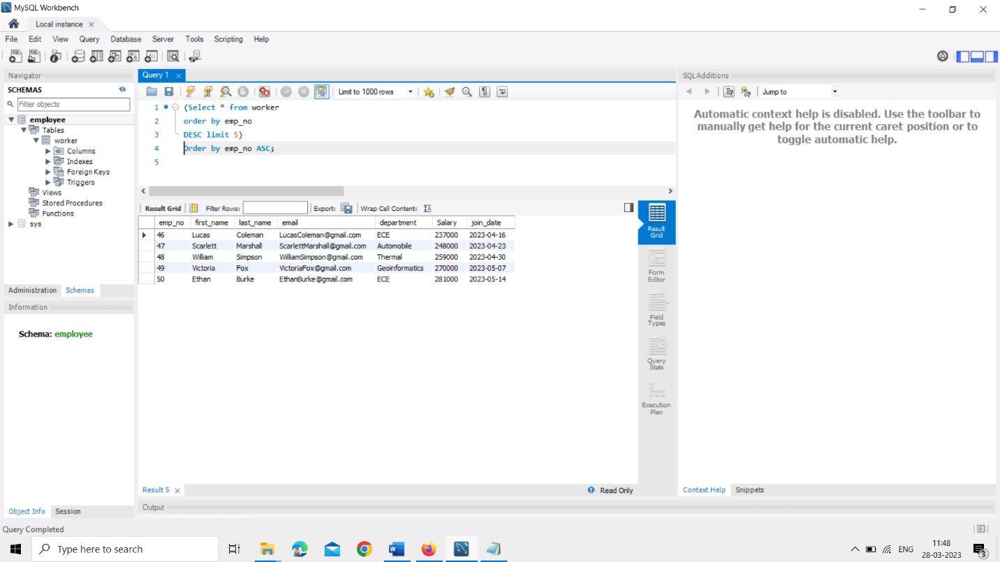 MySQL Workbench
Local instance
File Edit View Query Database Server Tools Scripting Help
Navigator
SCHEMAS
Filter objects
employee
Tables
worker
Columns
Indexes
Foreign Keys
Triggers
Views
Stored Procedures
Functions
sys
Administration Schemas
Information
Schema: employee
Object Info Session
Query 1
Limit to 1000 rows
1 (Select * from worker
2 order by emp_no
3 DESC limit 5)
4 Order by emp_no ASC;
5
Result Grid Filter Rows: Export: Wrap Cell Content:
emp_no first_name last_name email department Salary join_date
46 Lucas Coleman LucasColeman@gmail.com ECE 237000 2023-04-16
47 Scarlett Marshall ScarlettMarshall@gmail.com Automobile 248000 2023-04-23
48 William Simpson WilliamSimpson@gmail.com Thermal 259000 2023-04-30
49 Victoria Fox VictoriaFox@gmail.com Geoinformatics 270000 2023-05-07
50 Ethan Burke EthanBurke@gmail.com ECE 281000 2023-05-14
Result
Grid
Form
Editor
Field
Types
Query
Stats
Execution
Plan
Result 5 Read Only
Output
SQLAdditions
Jump to
Automatic context help is disabled. Use the toolbar to
manually get help for the current caret position or to
toggle automatic help.
Context Help Snippets
Query Completed
Type here to search
ENG
11:48
28-03-2023
3